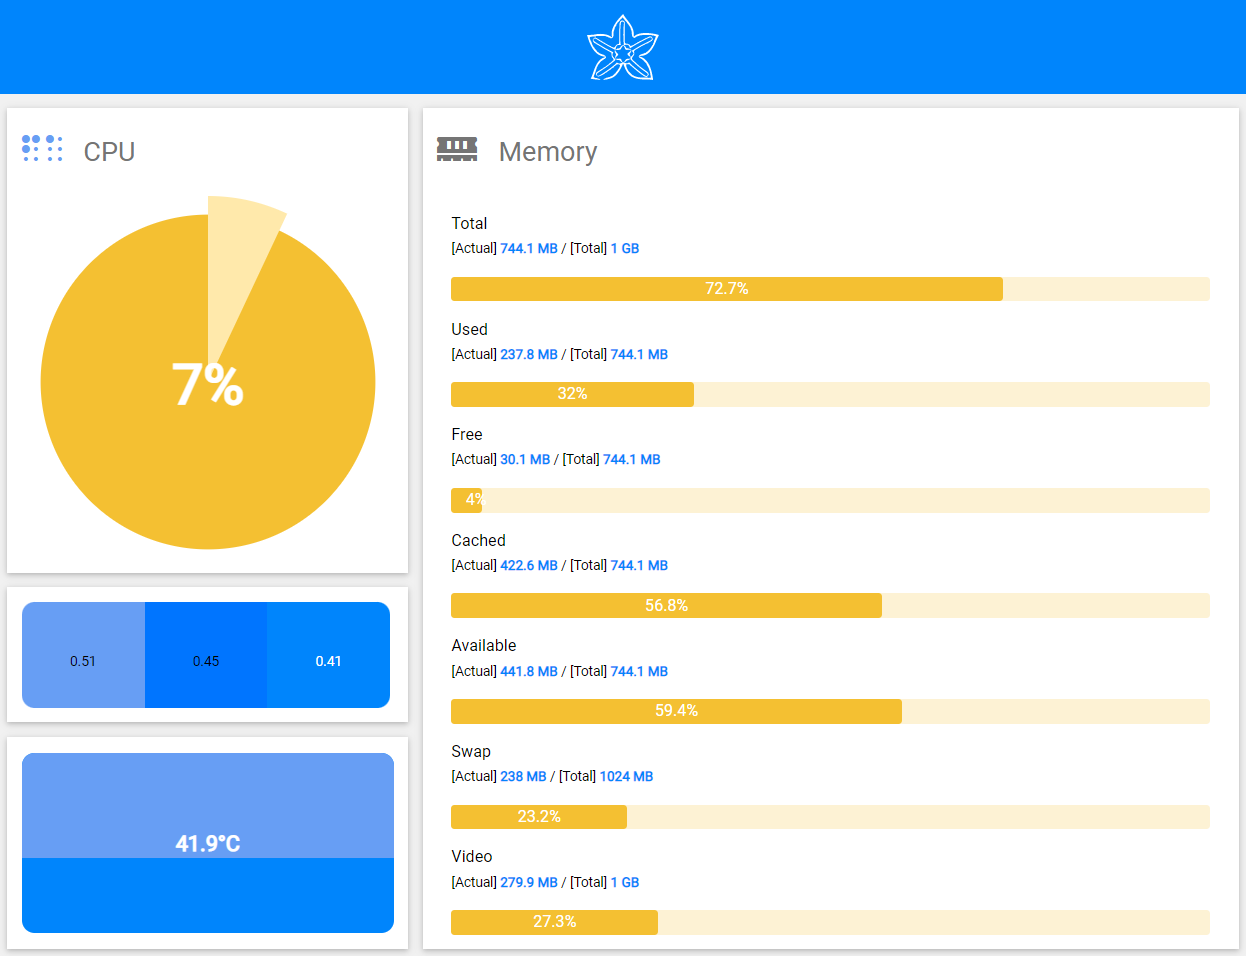 CPU
7%
0.51
0.45
0.41
41.9°C
Memory
Total
[Actual] 744.1 MB / [Total] 1 GB
72.7%
Used
[Actual] 237.8 MB / [Total] 744.1 MB
32%
Free
[Actual] 30.1 MB / [Total] 744.1 MB
4%
Cached
[Actual] 422.6 MB / [Total] 744.1 MB
56.8%
Available
[Actual] 441.8 MB / [Total] 744.1 MB
59.4%
Swap
[Actual] 238 MB / [Total] 1024 MB
23.2%
Video
[Actual] 279.9 MB / [Total] 1 GB
27.3%